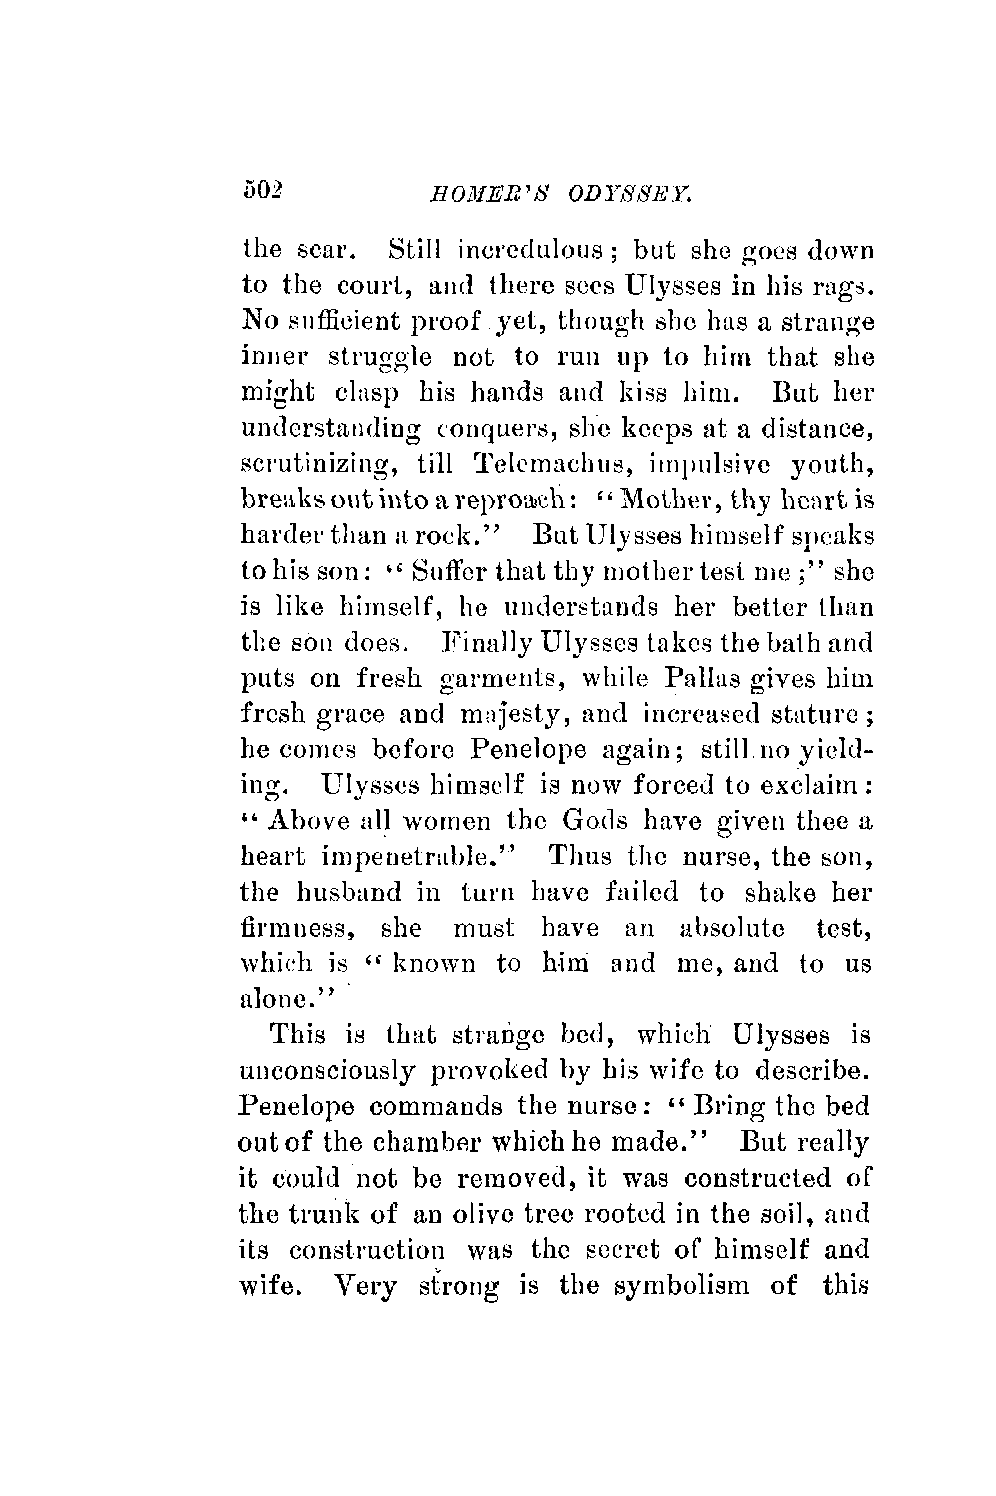 502 HOMER'S ODYSSEY.
the scar. Still incredulous; but she goes down
to the court, and there sees Ulysses in his rags.
No sufficient proof yet, though she has a strange
inner struggle not to run up to him that she
might clasp his hands and kiss him. But her
understanding conquers, she keeps at a distance,
scrutinizing, till Telemachus, impulsive youth,
breaks out into a reproach: "Mother, thy heart is
harder than a rock." But Ulysses himself speaks
to his son: "Suffer that thy mother test me;" she
is like himself, he understands her better than
the son does. Finally Ulysses takes the bath and
puts on fresh garments, while Pallas gives him
fresh grace and majesty, and increased stature;
he comes before Penelope again; still no yield-
ing. Ulysses himself is now forced to exclaim:
"Above all women the Gods have given thee a
heart impenetrable." Thus the nurse, the son,
the husband in turn have failed to shake her
firmness, she must have an absolute test,
which is "known to him and me, and to us
alone."
This is that strange bed, which Ulysses is
unconsciously provoked by his wife to describe.
Penelope commands the nurse: "Bring the bed
out of the chamber which he made." But really
it could not be removed, it was constructed of
the trunk of an olive tree rooted in the soil, and
its construction was the secret of himself and
wife. Very strong is the symbolism of this